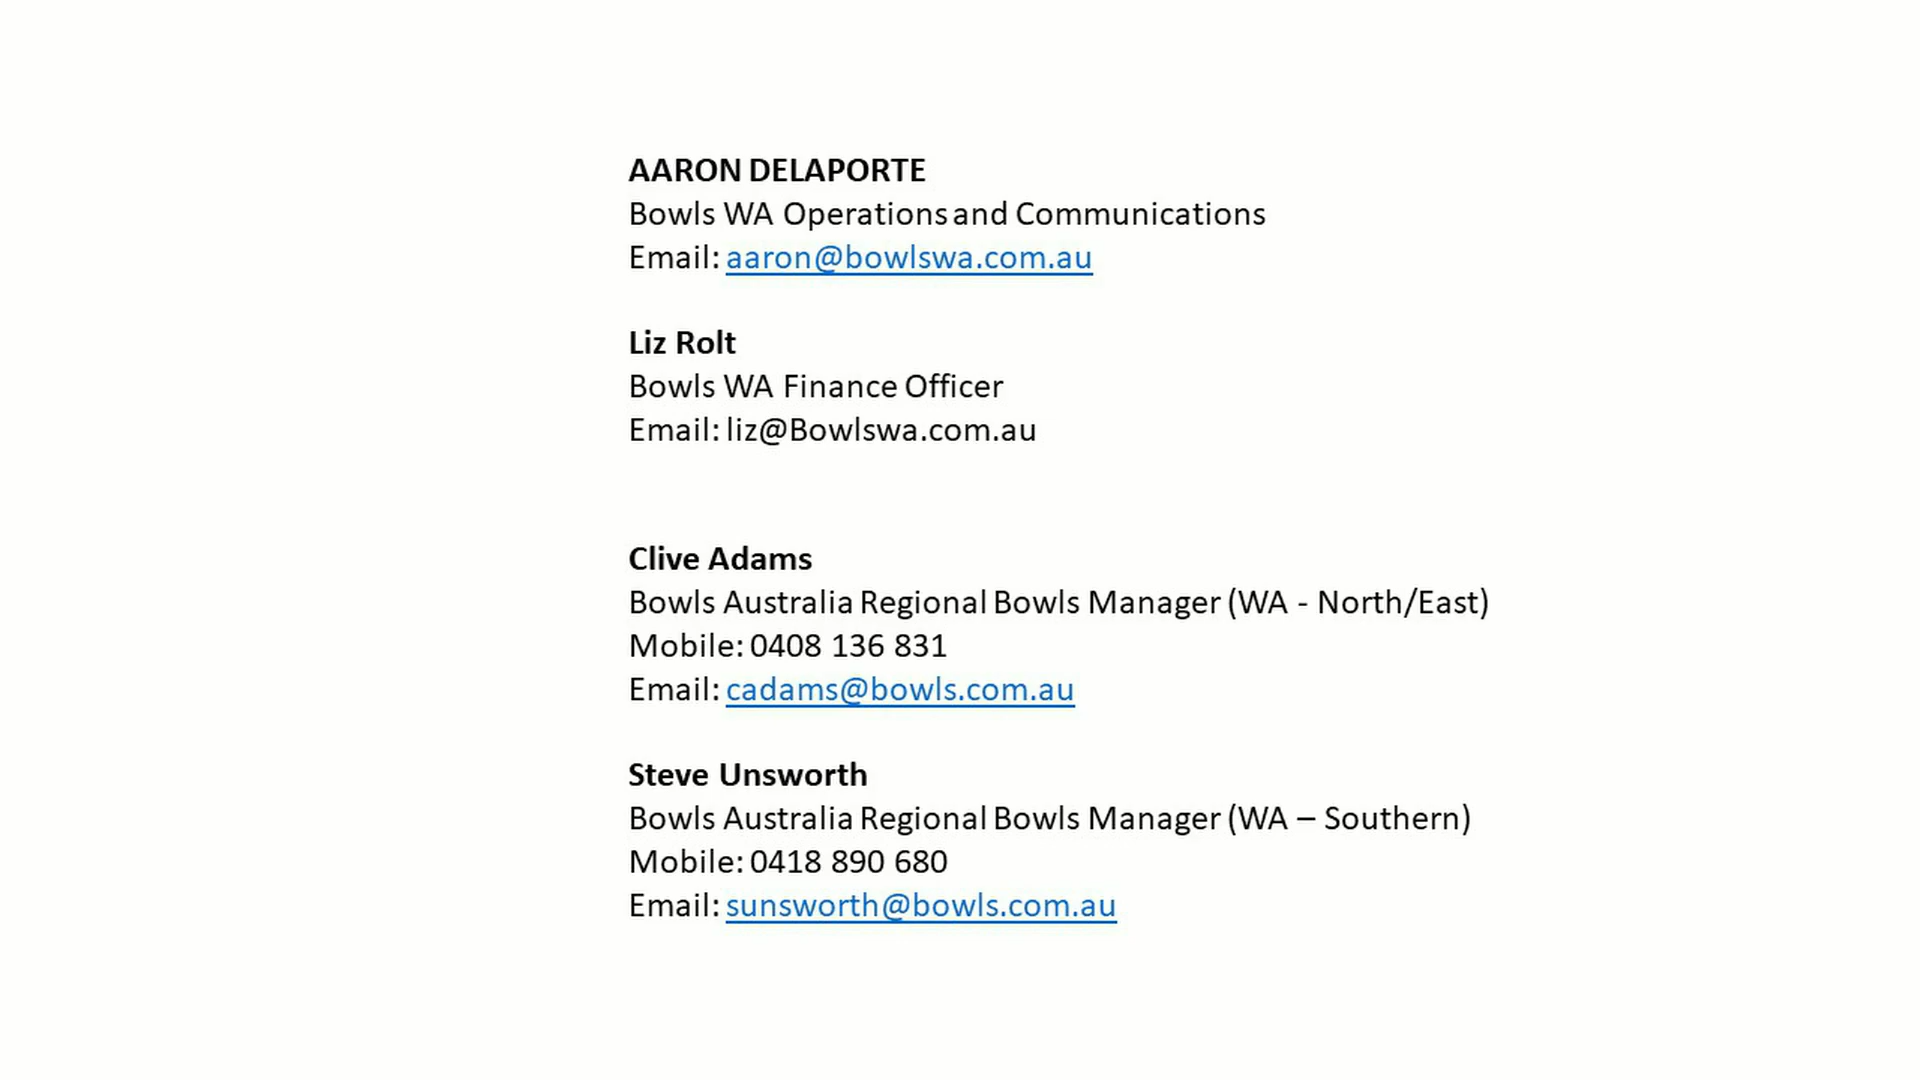 AARON DELAPORTE
Bowls WA Operations and Communications
Email: aaron@bowlswa.com.au
Liz Rolt
Bowls WA Finance Officer
Email: liz@Bowlswa.com.au
Clive Adams
Bowls Australia Regional Bowls Manager (WA - North/East)
Mobile: 0408 136 831
Email: cadams@bowls.com.au
Steve Unsworth
Bowls Australia Regional Bowls Manager (WA – Southern)
Mobile: 0418 890 680
Email: sunsworth@bowls.com.au